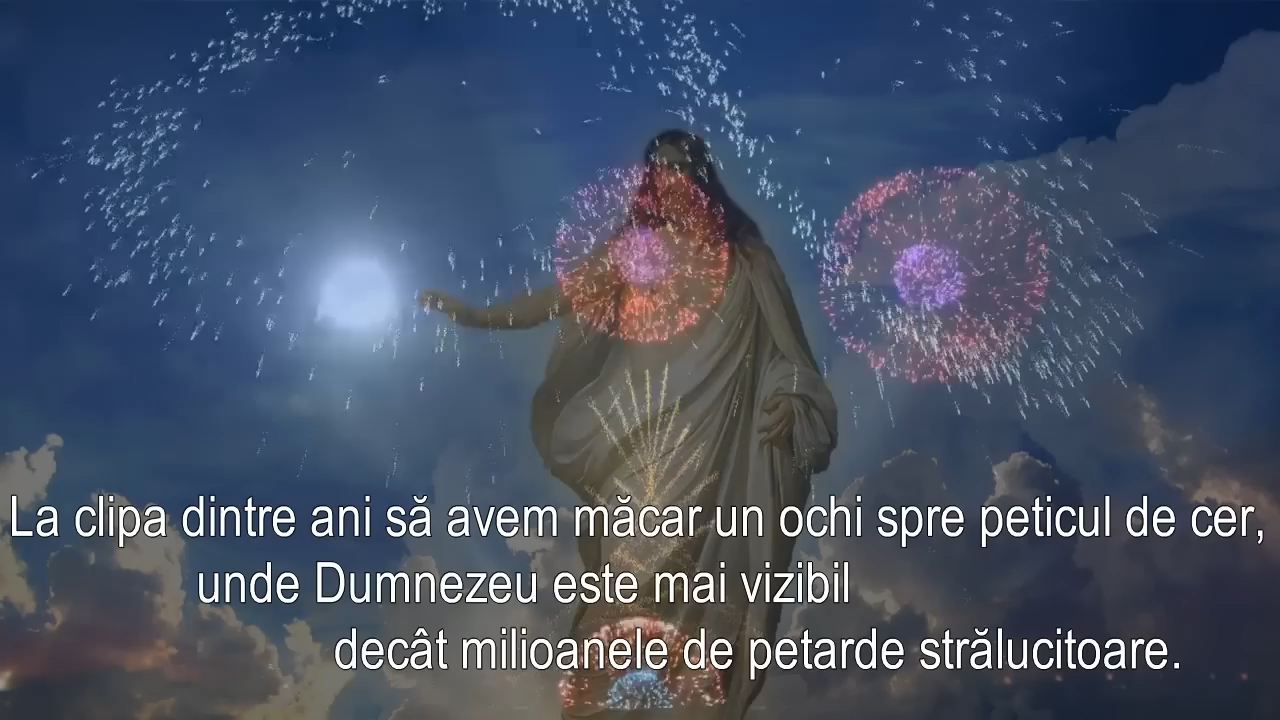 La clipa dintre ani să avem măcar un ochi spre peticul de cer,
unde Dumnezeu este mai vizibil
decât milioanele de petarde strălucitoare.